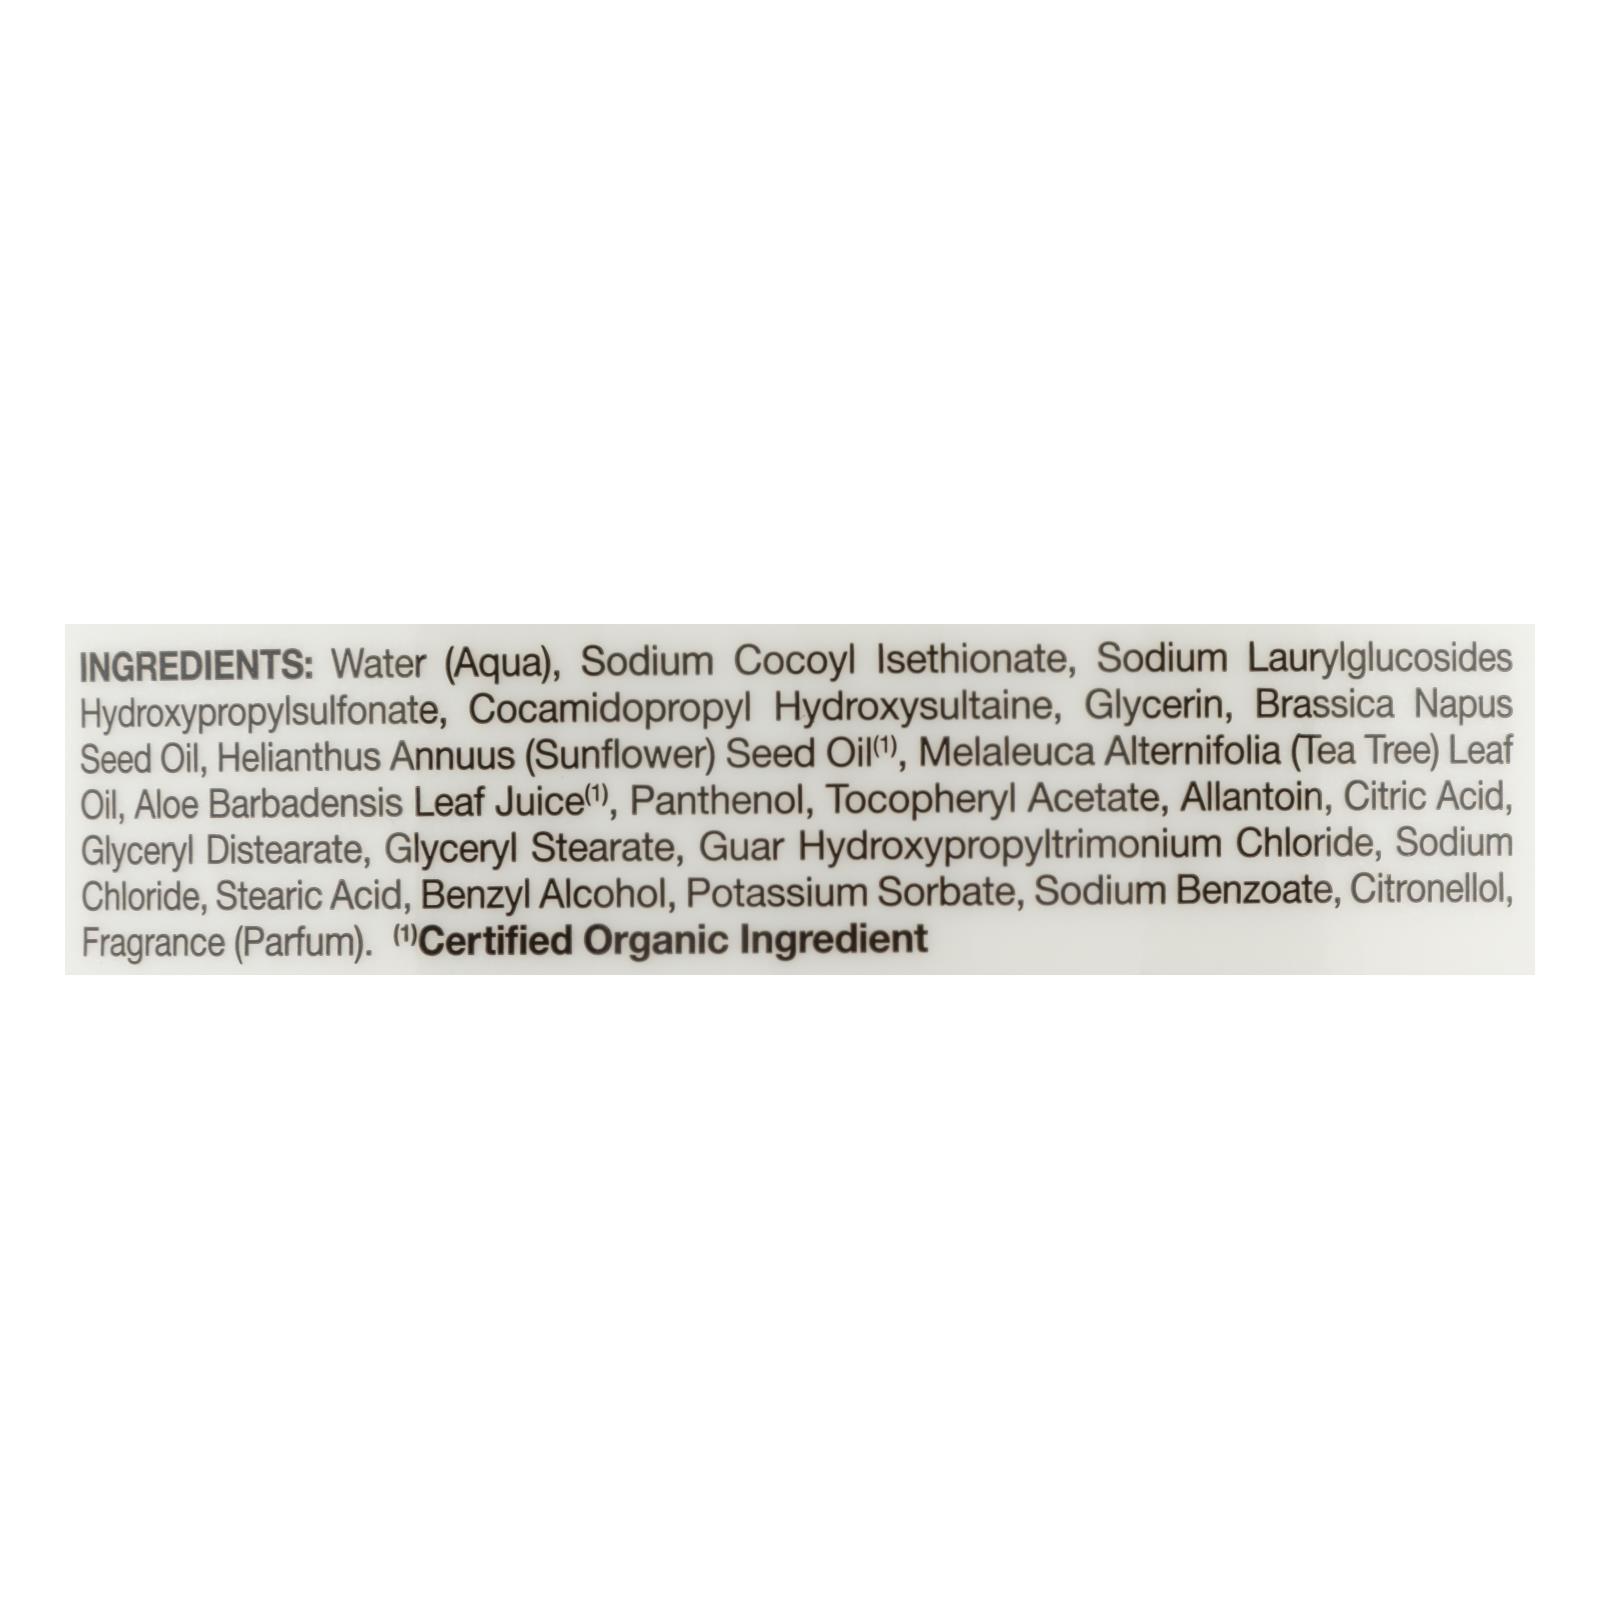 INGREDIENTS: Water (Aqua), Sodium Cocoyl Isethionate, Sodium Laurylglucosides
Hydroxypropylsulfonate, Cocamidopropyl Hydroxysultaine, Glycerin, Brassica Napus
Seed Oil, Helianthus Annuus (Sunflower) Seed Oil(1), Melaleuca Alternifolia (Tea Tree) Leaf
Oil, Aloe Barbadensis Leaf Juice(1), Panthenol, Tocopheryl Acetate, Allantoin, Citric Acid,
Glyceryl Distearate, Glyceryl Stearate, Guar Hydroxypropyltrimonium Chloride, Sodium
Chloride, Stearic Acid, Benzyl Alcohol, Potassium Sorbate, Sodium Benzoate, Citronellol,
Fragrance (Parfum). (1)Certified Organic Ingredient